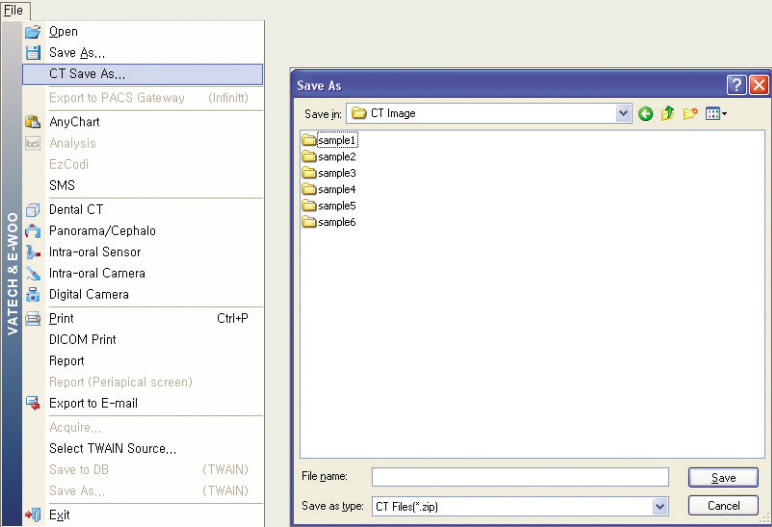 File
Open
Save As...
CT Save As...
Export to PACS Gateway (Infinitt)
AnyChart
Analysis
EzCodi
SMS
Dental CT
Panorama/Cephalo
Intra-oral Sensor
Intra-oral Camera
Digital Camera
Print Ctrl+P
DICOM Print
Report
Report (Periapical screen)
Export to E-mail
Acquire...
Select TWAIN Source...
Save to DB (TWAIN)
Save As... (TWAIN)
Exit
VATECH & E-WOO
Save As
Save in: CT Image
sample1
sample2
sample3
sample4
sample5
sample6
File name: Save
Save as type: CT Files(*.zip) Cancel